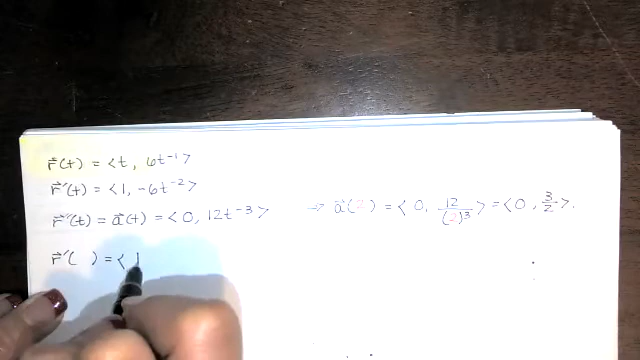 r⃗(t) = <t, 6t⁻¹>
r⃗′(t) = <1, -6t⁻²>
r⃗″(t) = a⃗(t) = <0, 12t⁻³> → a⃗(2) = <0, 12/(2)³> = <0, 3/2>.
r⃗′( ) = <1